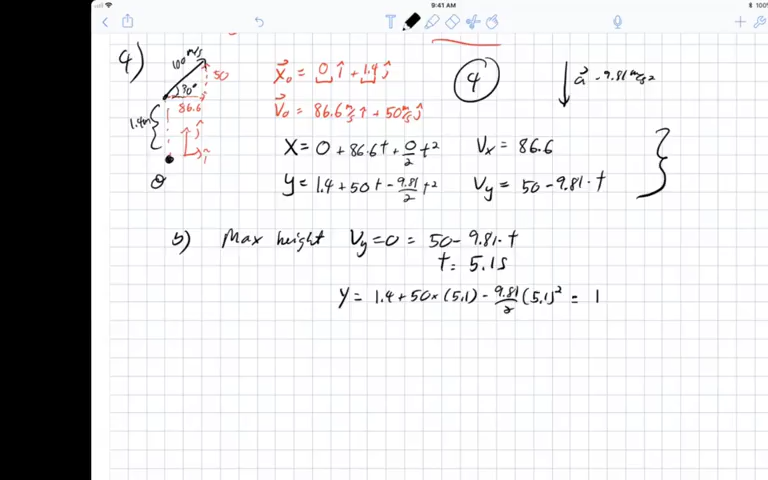 9:41 AM
100%
T
4) 100 m/s
50
30°
86.6
1.4m
ĵ
î
O
x⃗₀ = 0 î + 1.4 ĵ
v⃗₀ = 86.6 m/s î + 50 m/s ĵ
4
a⃗ - 9.81 m/s²
X = 0 + 86.6t + 0/2 t² Vx = 86.6
y = 1.4 + 50t - 9.81/2 t² Vy = 50 - 9.81 · t
b) Max height Vy = 0 = 50 - 9.81 · t
t = 5.1s
Y = 1.4 + 50 × (5.1) - 9.81/2 (5.1)² = 1